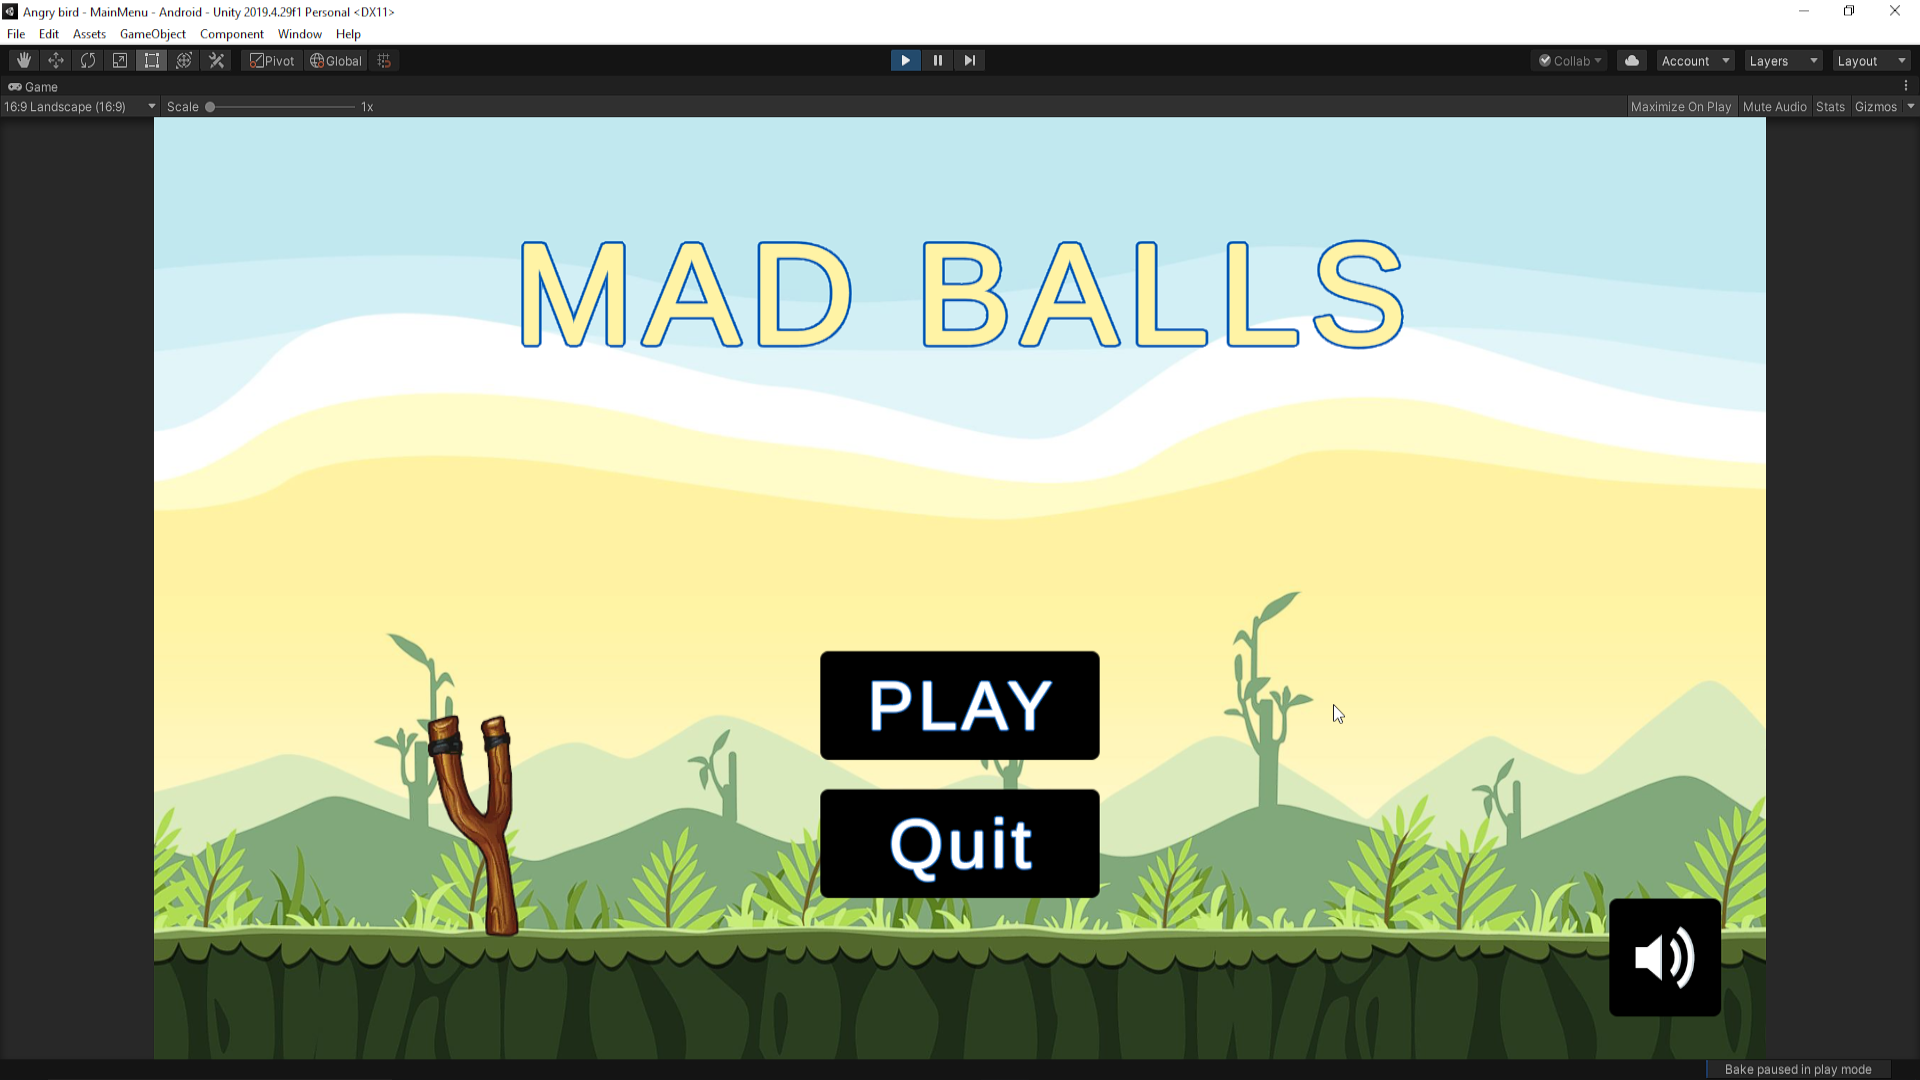 Angry bird - MainMenu - Android - Unity 2019.4.29f1 Personal <DX11>
File Edit Assets GameObject Component Window Help
Pivot Global Collab Account Layers Layout
Game
16:9 Landscape (16:9) Scale 1x Maximize On Play Mute Audio Stats Gizmos
MAD BALLS
PLAY
Quit
Bake paused in play mode